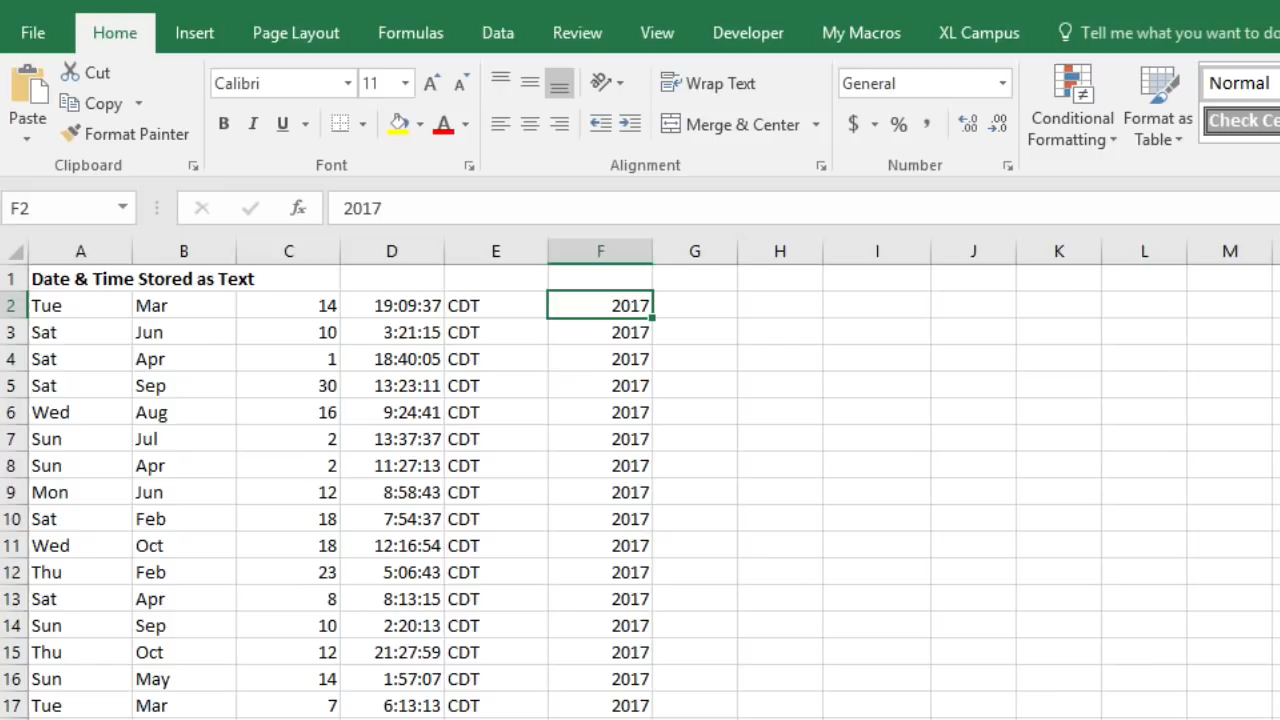 File Home Insert Page Layout Formulas Data Review View Developer My Macros XL Campus Tell me what you want to do
Cut
Copy
Format Painter
Paste
Clipboard
Calibri 11 A A
B I U A
Font
Wrap Text
Merge & Center
Alignment
General
$ % , .00 .00
Number
Conditional Formatting
Format as Table
Normal
Check Ce
F2 fx 2017
A B C D E F G H I J K L M
1 Date & Time Stored as Text
2 Tue Mar 14 19:09:37 CDT 2017
3 Sat Jun 10 3:21:15 CDT 2017
4 Sat Apr 1 18:40:05 CDT 2017
5 Sat Sep 30 13:23:11 CDT 2017
6 Wed Aug 16 9:24:41 CDT 2017
7 Sun Jul 2 13:37:37 CDT 2017
8 Sun Apr 2 11:27:13 CDT 2017
9 Mon Jun 12 8:58:43 CDT 2017
10 Sat Feb 18 7:54:37 CDT 2017
11 Wed Oct 18 12:16:54 CDT 2017
12 Thu Feb 23 5:06:43 CDT 2017
13 Sat Apr 8 8:13:15 CDT 2017
14 Sun Sep 10 2:20:13 CDT 2017
15 Thu Oct 12 21:27:59 CDT 2017
16 Sun May 14 1:57:07 CDT 2017
17 Tue Mar 7 6:13:13 CDT 2017